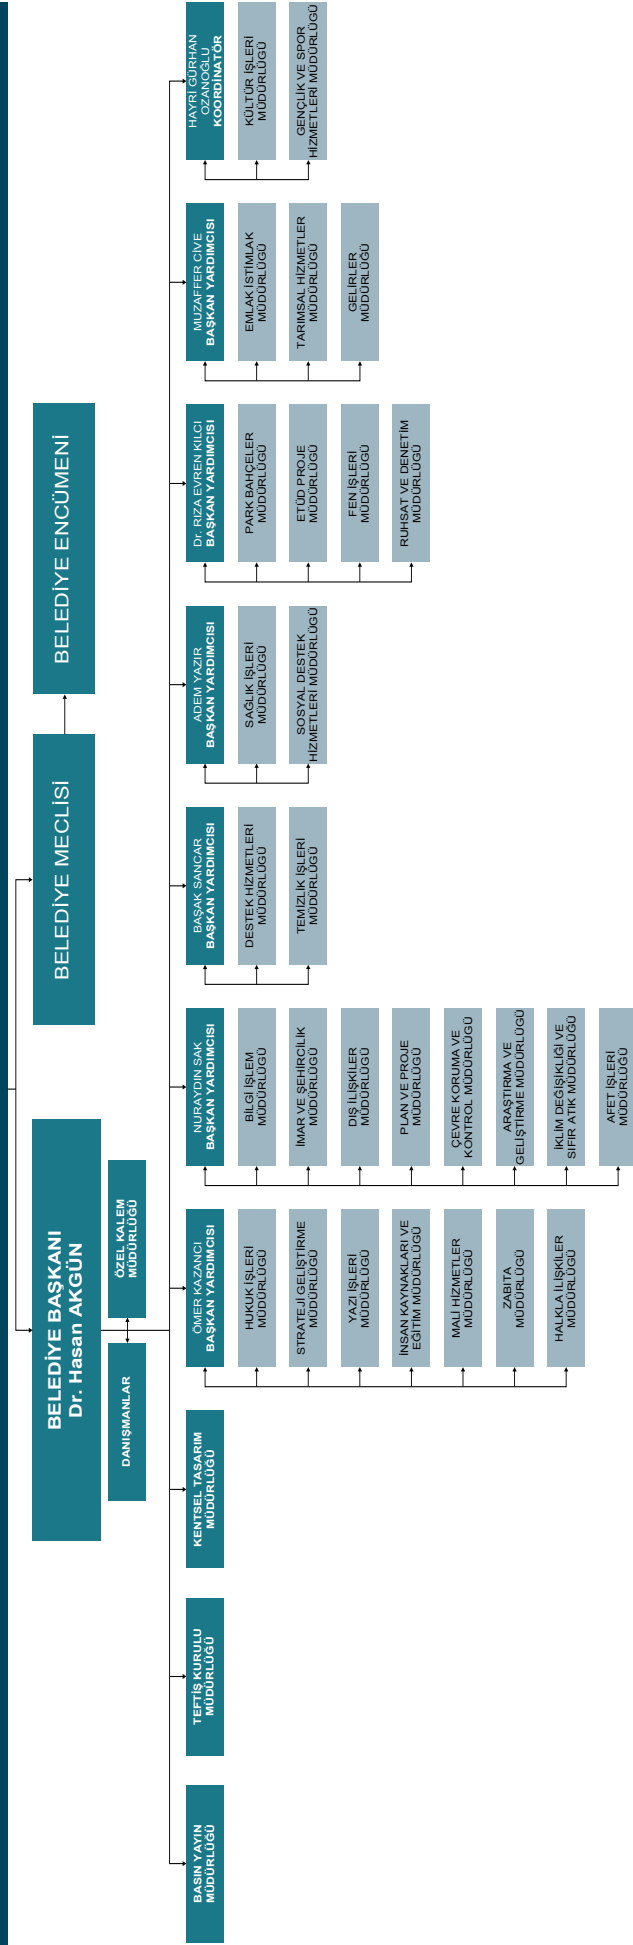 BELEDİYE BAŞKANI
Dr. Hasan AKGÜN
BELEDİYE MECLİSİ
BELEDİYE ENCÜMENİ
DANIŞMANLAR
ÖZEL KALEM
MÜDÜRLÜĞÜ
BASIN YAYIN
MÜDÜRLÜĞÜ
TEFTİŞ KURULU
MÜDÜRLÜĞÜ
KENTSEL TASARIM
MÜDÜRLÜĞÜ
ÖMER KAZANCI
BAŞKAN YARDIMCISI
HUKUK İŞLERİ
MÜDÜRLÜĞÜ
STRATEJİ GELİŞTİRME
MÜDÜRLÜĞÜ
YAZI İŞLERİ
MÜDÜRLÜĞÜ
İNSAN KAYNAKLARI VE
EĞİTİM MÜDÜRLÜĞÜ
MALİ HİZMETLER
MÜDÜRLÜĞÜ
ZABITA
MÜDÜRLÜĞÜ
HALKLA İLİŞKİLER
MÜDÜRLÜĞÜ
NURAYDIN SAK
BAŞKAN YARDIMCISI
BİLGİ İŞLEM
MÜDÜRLÜĞÜ
İMAR VE ŞEHİRCİLİK
MÜDÜRLÜĞÜ
DIŞ İLİŞKİLER
MÜDÜRLÜĞÜ
PLAN VE PROJE
MÜDÜRLÜĞÜ
ÇEVRE KORUMA VE
KONTROL MÜDÜRLÜĞÜ
ARAŞTIRMA VE
GELİŞTİRME MÜDÜRLÜĞÜ
İKLİM DEĞİŞİKLİĞİ VE
SIFIR ATIK MÜDÜRLÜĞÜ
AFET İŞLERİ
MÜDÜRLÜĞÜ
BAŞAK SANCAR
BAŞKAN YARDIMCISI
DESTEK HİZMETLERİ
MÜDÜRLÜĞÜ
TEMİZLİK İŞLERİ
MÜDÜRLÜĞÜ
ADEM YAZIR
BAŞKAN YARDIMCISI
SAĞLIK İŞLERİ
MÜDÜRLÜĞÜ
SOSYAL DESTEK
HİZMETLERİ MÜDÜRLÜĞÜ
Dr. RIZA EVREN KILCI
BAŞKAN YARDIMCISI
PARK BAHÇELER
MÜDÜRLÜĞÜ
ETÜD PROJE
MÜDÜRLÜĞÜ
FEN İŞLERİ
MÜDÜRLÜĞÜ
RUHSAT VE DENETİM
MÜDÜRLÜĞÜ
MUZAFFER CİVE
BAŞKAN YARDIMCISI
EMLAK İSTİMLAK
MÜDÜRLÜĞÜ
TARIMSAL HİZMETLER
MÜDÜRLÜĞÜ
GELİRLER
MÜDÜRLÜĞÜ
HAYRİ GÜRHAN
OZANOĞLU
KOORDİNATÖR
KÜLTÜR İŞLERİ
MÜDÜRLÜĞÜ
GENÇLİK VE SPOR
HİZMETLERİ MÜDÜRLÜĞÜ